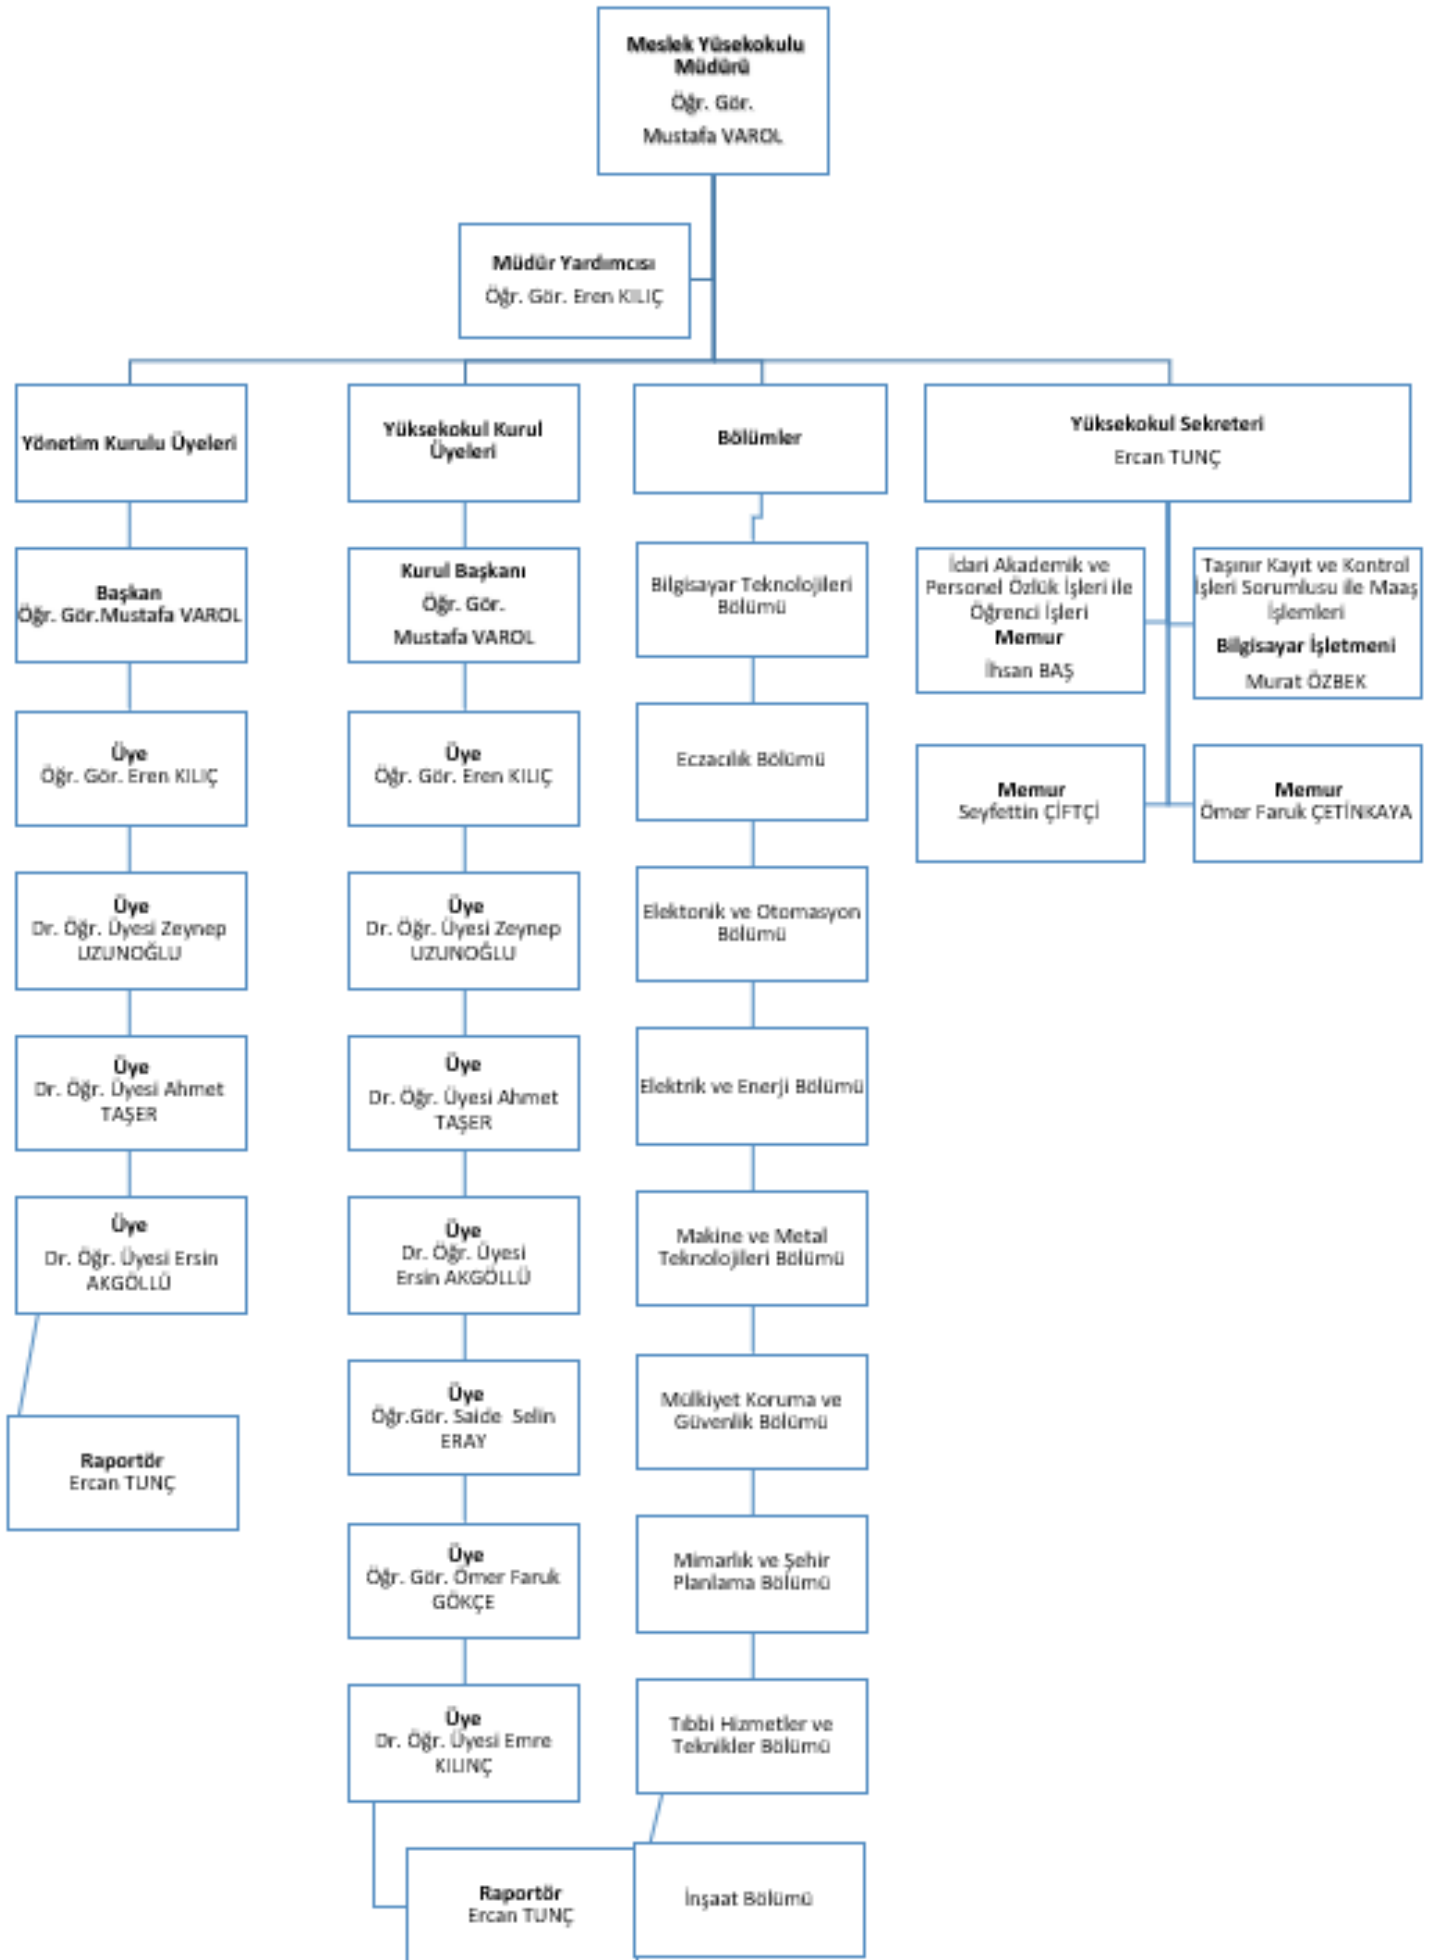 Meslek Yüsekokulu
Müdürü
Öğr. Gör.
Mustafa VAROL
Müdür Yardımcısı
Öğr. Gör. Eren KILIÇ
Yönetim Kurulu Üyeleri
Başkan
Öğr. Gör.Mustafa VAROL
Üye
Öğr. Gör. Eren KILIÇ
Üye
Dr. Öğr. Üyesi Zeynep
UZUNOĞLU
Üye
Dr. Öğr. Üyesi Ahmet
TAŞER
Üye
Dr. Öğr. Üyesi Ersin
AKGÖLLÜ
Raportör
Ercan TUNÇ
Yüksekokul Kurul
Üyeleri
Kurul Başkanı
Öğr. Gör.
Mustafa VAROL
Üye
Öğr. Gör. Eren KILIÇ
Üye
Dr. Öğr. Üyesi Zeynep
UZUNOĞLU
Üye
Dr. Öğr. Üyesi Ahmet
TAŞER
Üye
Dr. Öğr. Üyesi
Ersin AKGÖLLÜ
Üye
Öğr.Gör. Saide Selin
ERAY
Üye
Öğr. Gör. Ömer Faruk
GÖKÇE
Üye
Dr. Öğr. Üyesi Emre
KILINÇ
Raportör
Ercan TUNÇ
Bölümler
Bilgisayar Teknolojileri
Bölümü
Eczacılık Bölümü
Elektonik ve Otomasyon
Bölümü
Elektrik ve Enerji Bölümü
Makine ve Metal
Teknolojileri Bölümü
Mülkiyet Koruma ve
Güvenlik Bölümü
Mimarlık ve Şehir
Planlama Bölümü
Tıbbi Hizmetler ve
Teknikler Bölümü
İnşaat Bölümü
Yüksekokul Sekreteri
Ercan TUNÇ
İdari Akademik ve
Personel Özlük İşleri ile
Öğrenci İşleri
Memur
İhsan BAŞ
Taşınır Kayıt ve Kontrol
İşleri Sorumlusu ile Maaş
İşlemleri
Bilgisayar İşletmeni
Murat ÖZBEK
Memur
Seyfettin ÇİFTÇİ
Memur
Ömer Faruk ÇETİNKAYA